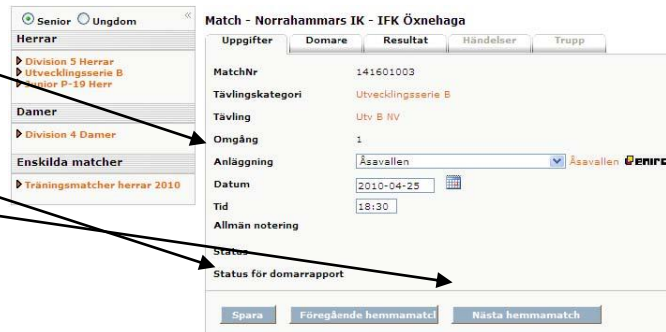 Senior Ungdom «
Herrar
Division 5 Herrar
Utvecklingsserie B
Junior P-19 Herr
Damer
Division 4 Damer
Enskilda matcher
Träningsmatcher herrar 2010
Match - Norrahammars IK - IFK Öxnehaga
Uppgifter Domare Resultat Händelser Trupp
MatchNr 141601003
Tävlingskategori Utvecklingsserie B
Tävling Utv B NV
Omgång 1
Anläggning Åsavallen Åsavallen eniro
Datum 2010-04-25
Tid 18:30
Allmän notering
Status
Status för domarrapport
Spara Föregående hemmamatcl Nästa hemmamatch